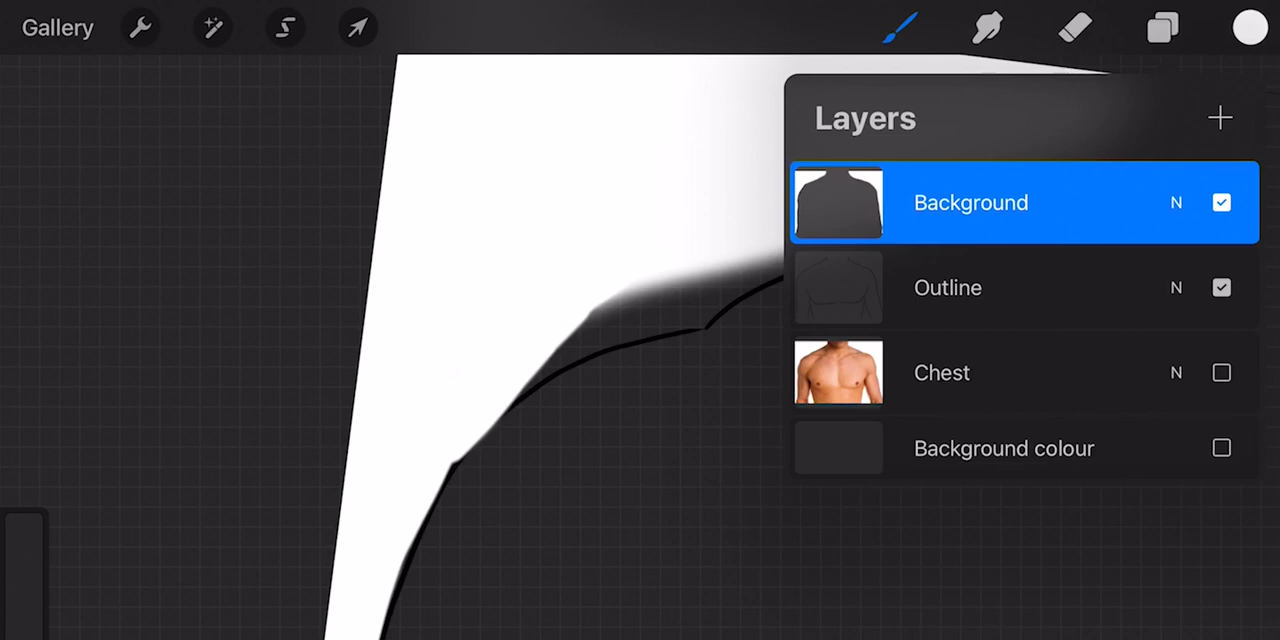 Gallery
Layers
Background N
Outline N
Chest N
Background colour